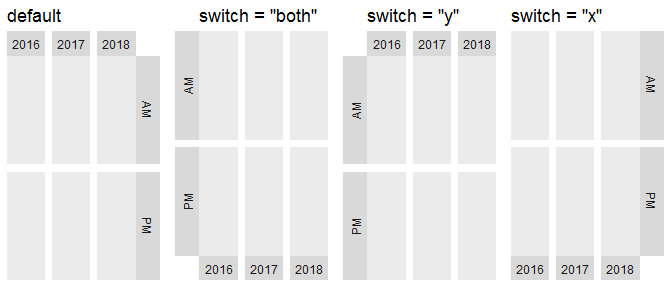 default
switch = "both"
switch = "y"
switch = "x"
2016 2017 2018
AM
PM
AM
PM
2016 2017 2018
2016 2017 2018
AM
PM
AM
PM
2016 2017 2018